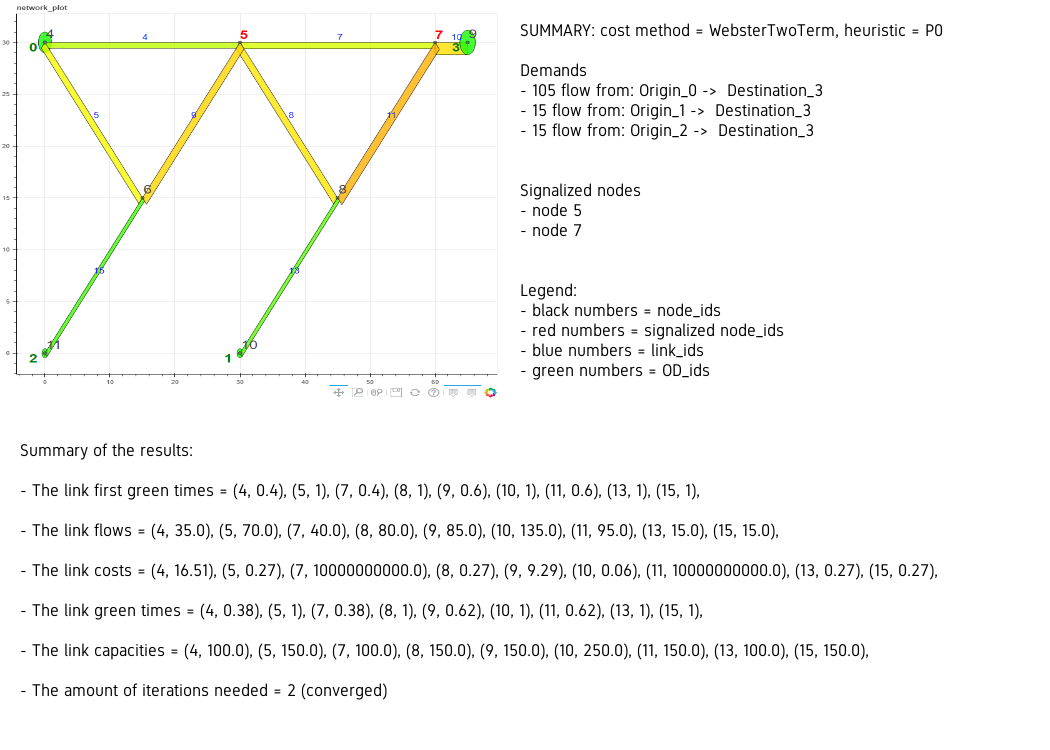 network_plot
4
9
0
4
5
7
7
10
3
5
9
8
11
6
8
15
13
11
10
2
1
30
25
20
15
10
5
0
0
10
20
30
40
50
60
SUMMARY: cost method = WebsterTwoTerm, heuristic = P0
Demands
- 105 flow from: Origin_0 -> Destination_3
- 15 flow from: Origin_1 -> Destination_3
- 15 flow from: Origin_2 -> Destination_3
Signalized nodes
- node 5
- node 7
Legend:
- black numbers = node_ids
- red numbers = signalized node_ids
- blue numbers = link_ids
- green numbers = OD_ids
Summary of the results:
- The link first green times = (4, 0.4), (5, 1), (7, 0.4), (8, 1), (9, 0.6), (10, 1), (11, 0.6), (13, 1), (15, 1),
- The link flows = (4, 35.0), (5, 70.0), (7, 40.0), (8, 80.0), (9, 85.0), (10, 135.0), (11, 95.0), (13, 15.0), (15, 15.0),
- The link costs = (4, 16.51), (5, 0.27), (7, 10000000000.0), (8, 0.27), (9, 9.29), (10, 0.06), (11, 10000000000.0), (13, 0.27), (15, 0.27),
- The link green times = (4, 0.38), (5, 1), (7, 0.38), (8, 1), (9, 0.62), (10, 1), (11, 0.62), (13, 1), (15, 1),
- The link capacities = (4, 100.0), (5, 150.0), (7, 100.0), (8, 150.0), (9, 150.0), (10, 250.0), (11, 150.0), (13, 100.0), (15, 150.0),
- The amount of iterations needed = 2 (converged)